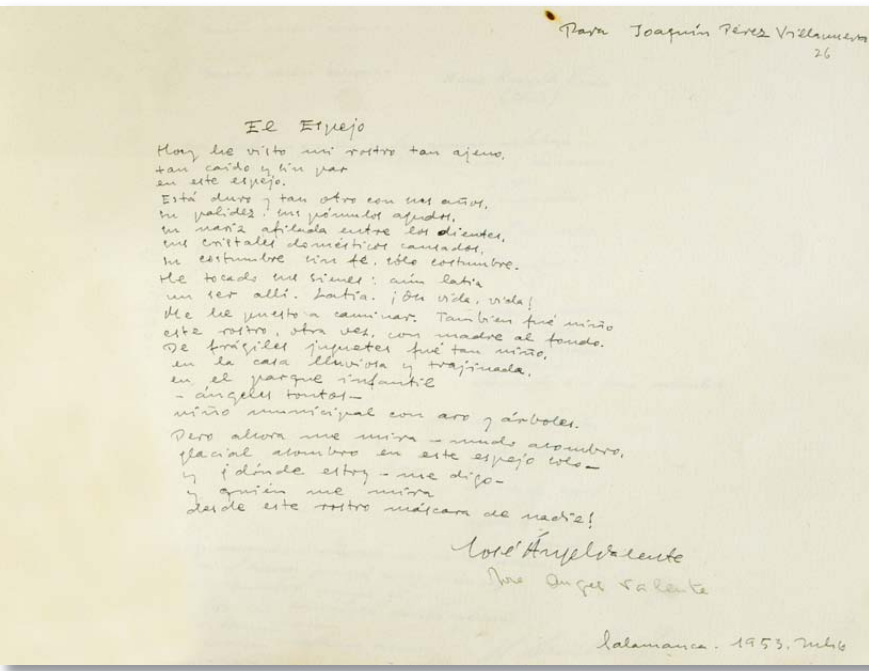 Para Joaquín Pérez Villanueva
26
El Espejo
Hoy he visto mi rostro tan ajeno,
tan caído y sin par
en este espejo.
Está duro y tan otro con sus años,
su palidez, sus pómulos agudos,
su nariz afilada entre los dientes,
sus cristales domésticos cansados,
su costumbre sin fe, sólo costumbre.
He tocado sus sienes: aún latía
un ser allí. Latía. ¡Oh vida, vida!
Me he puesto a caminar. También fué niño
este rostro, otra vez, con madre al fondo.
De frágiles juguetes fué tan niño,
en la casa lluviosa y trajinada,
en el parque infantil
- ángeles tontos -
niño municipal con aro y árboles.
Pero ahora me mira - mudo asombro,
glacial asombro en este espejo solo -
y ¿dónde estoy - me digo -
y quién me mira
desde este rostro máscara de nadie?
José Ángel Valente
José Angel Valente
Salamanca. 1953. Julio